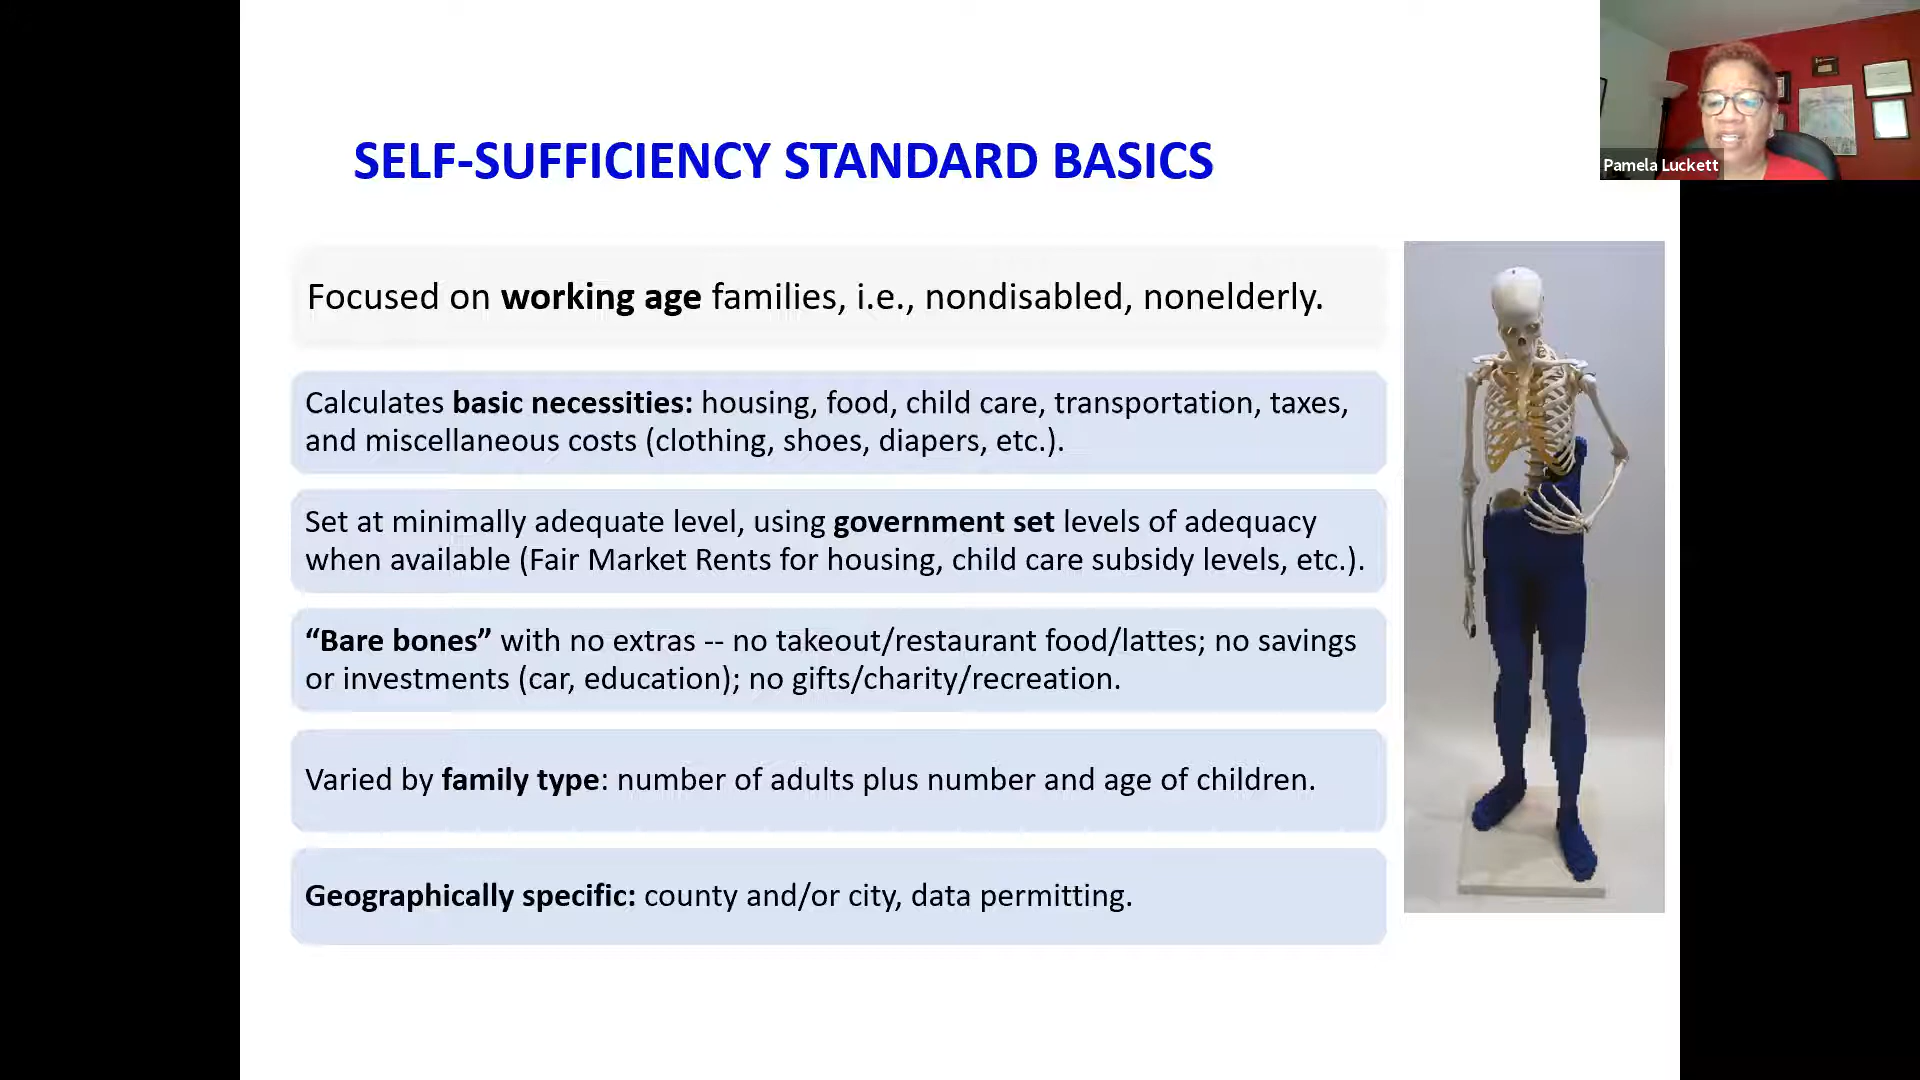 SELF-SUFFICIENCY STANDARD BASICS
Pamela Luckett
Focused on working age families, i.e., nondisabled, nonelderly.
Calculates basic necessities: housing, food, child care, transportation, taxes,
and miscellaneous costs (clothing, shoes, diapers, etc.).
Set at minimally adequate level, using government set levels of adequacy
when available (Fair Market Rents for housing, child care subsidy levels, etc.).
“Bare bones” with no extras -- no takeout/restaurant food/lattes; no savings
or investments (car, education); no gifts/charity/recreation.
Varied by family type: number of adults plus number and age of children.
Geographically specific: county and/or city, data permitting.